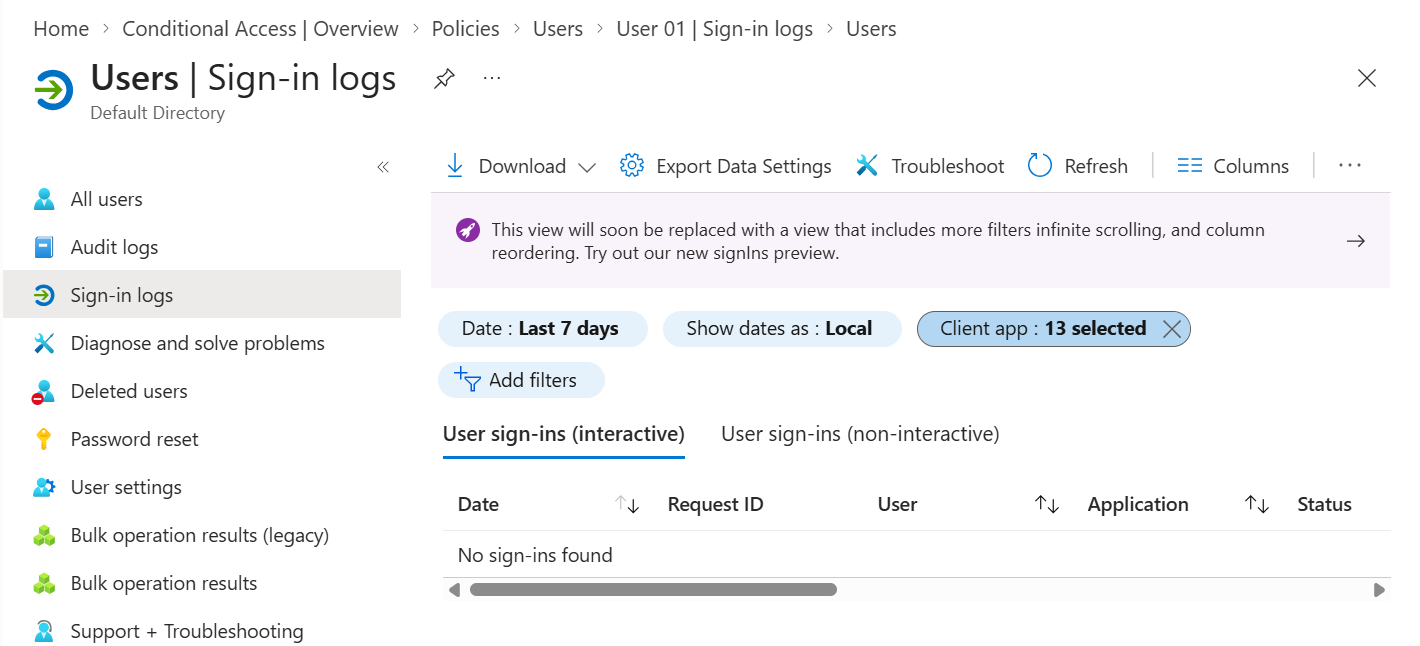 Home > Conditional Access | Overview > Policies > Users > User 01 | Sign-in logs > Users
Users | Sign-in logs
...
Default Directory
«
All users
Audit logs
Sign-in logs
Diagnose and solve problems
Deleted users
Password reset
User settings
Bulk operation results (legacy)
Bulk operation results
Support + Troubleshooting
Download
Export Data Settings
Troubleshoot
Refresh
Columns
...
This view will soon be replaced with a view that includes more filters infinite scrolling, and column
reordering. Try out our new signIns preview.
Date : Last 7 days
Show dates as : Local
Client app : 13 selected
Add filters
User sign-ins (interactive)
User sign-ins (non-interactive)
Date Request ID User Application Status
No sign-ins found